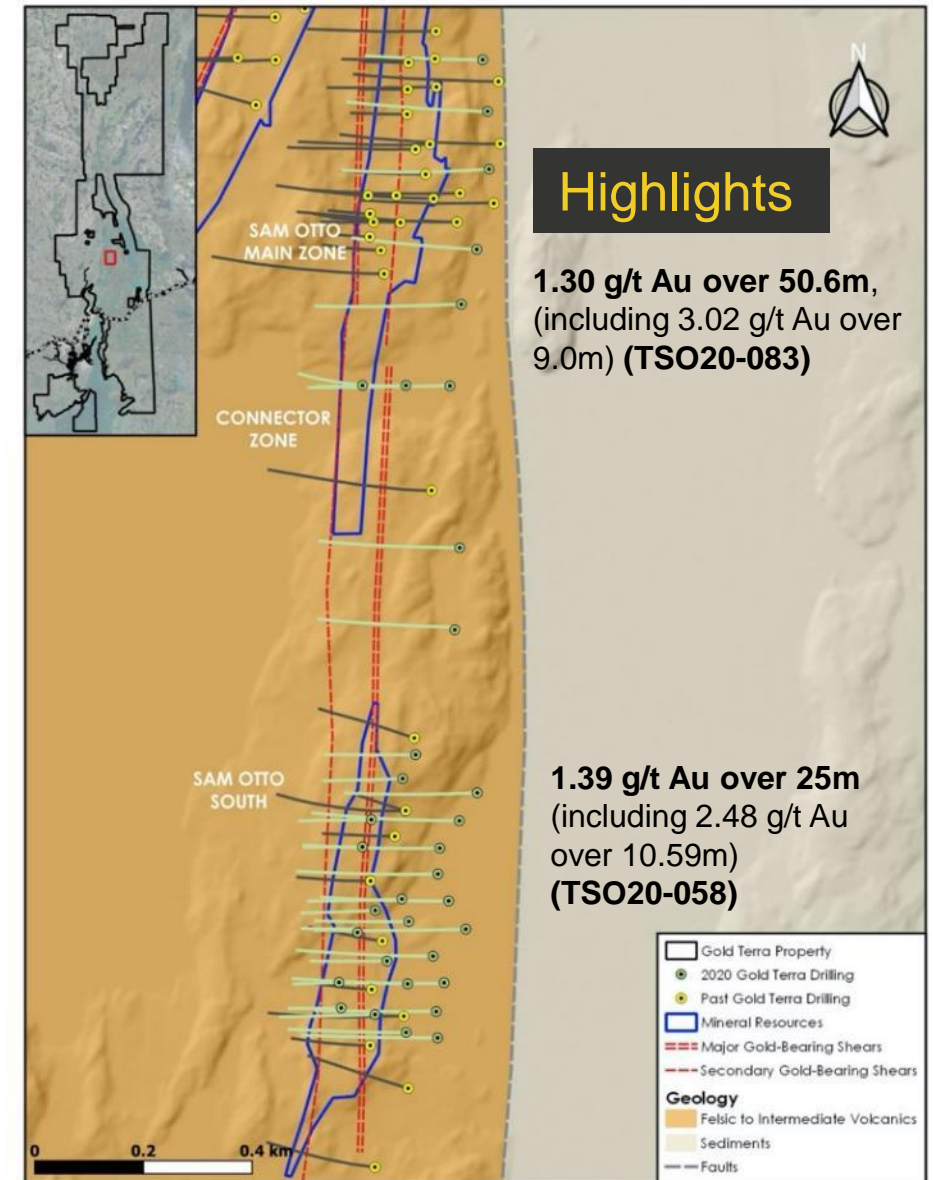 N
Highlights
1.30 g/t Au over 50.6m,
(including 3.02 g/t Au over
9.0m) (TSO20-083)
SAM OTTO
MAIN ZONE
CONNECTOR
ZONE
SAM OTTO
SOUTH
1.39 g/t Au over 25m
(including 2.48 g/t Au
over 10.59m)
(TSO20-058)
Gold Terra Property
2020 Gold Terra Drilling
Past Gold Terra Drilling
Mineral Resources
Major Gold-Bearing Shears
Secondary Gold-Bearing Shears
Geology
Felsic to Intermediate Volcanics
Sediments
Faults
0 0.2 0.4 km